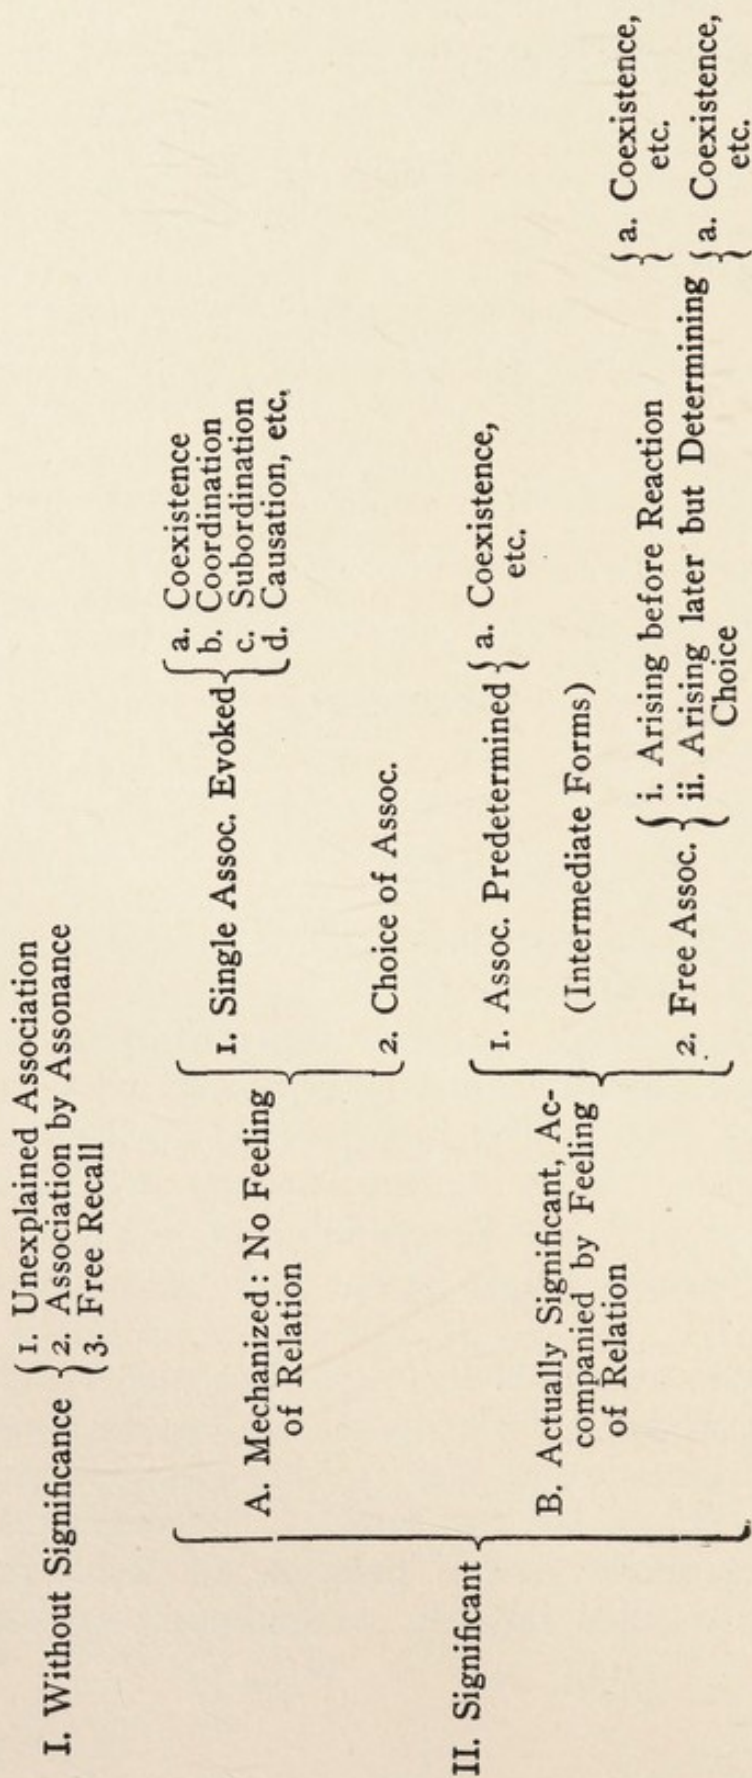 I. Without Significance
1. Unexplained Association
2. Association by Assonance
3. Free Recall
II. Significant
A. Mechanized: No Feeling
of Relation
1. Single Assoc. Evoked
a. Coexistence
b. Coordination
c. Subordination
d. Causation, etc.
2. Choice of Assoc.
B. Actually Significant, Ac-
companied by Feeling
of Relation
1. Assoc. Predetermined
a. Coexistence,
etc.
(Intermediate Forms)
2. Free Assoc.
i. Arising before Reaction
a. Coexistence,
etc.
ii. Arising later but Determining
Choice
a. Coexistence,
etc.